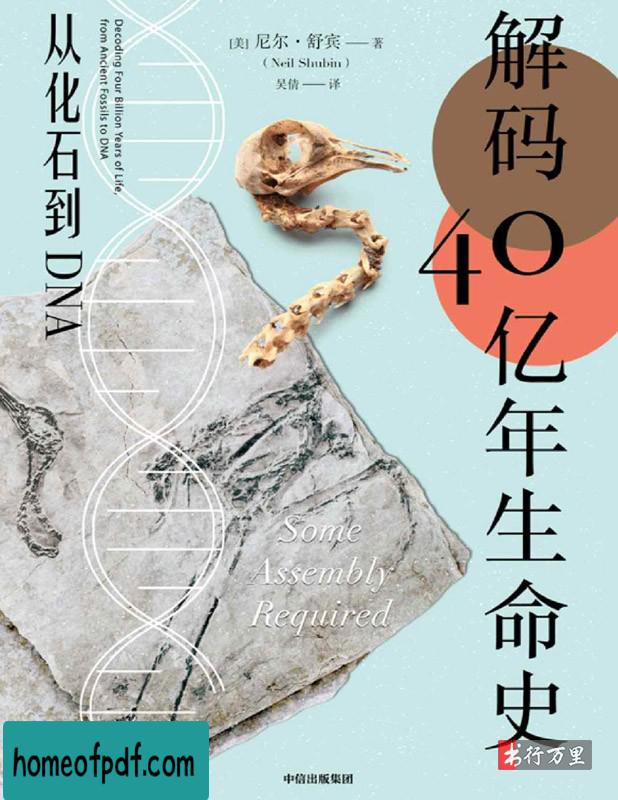 解码40亿年生命史
从化石到DNA
Decoding Four Billion Years of Life,
from Ancient Fossils to DNA
[美] 尼尔·舒宾——著
(Neil Shubin)
吴倩——译
Some
Assembly
Required
书行万里
homeofpdf.com
中信出版集团